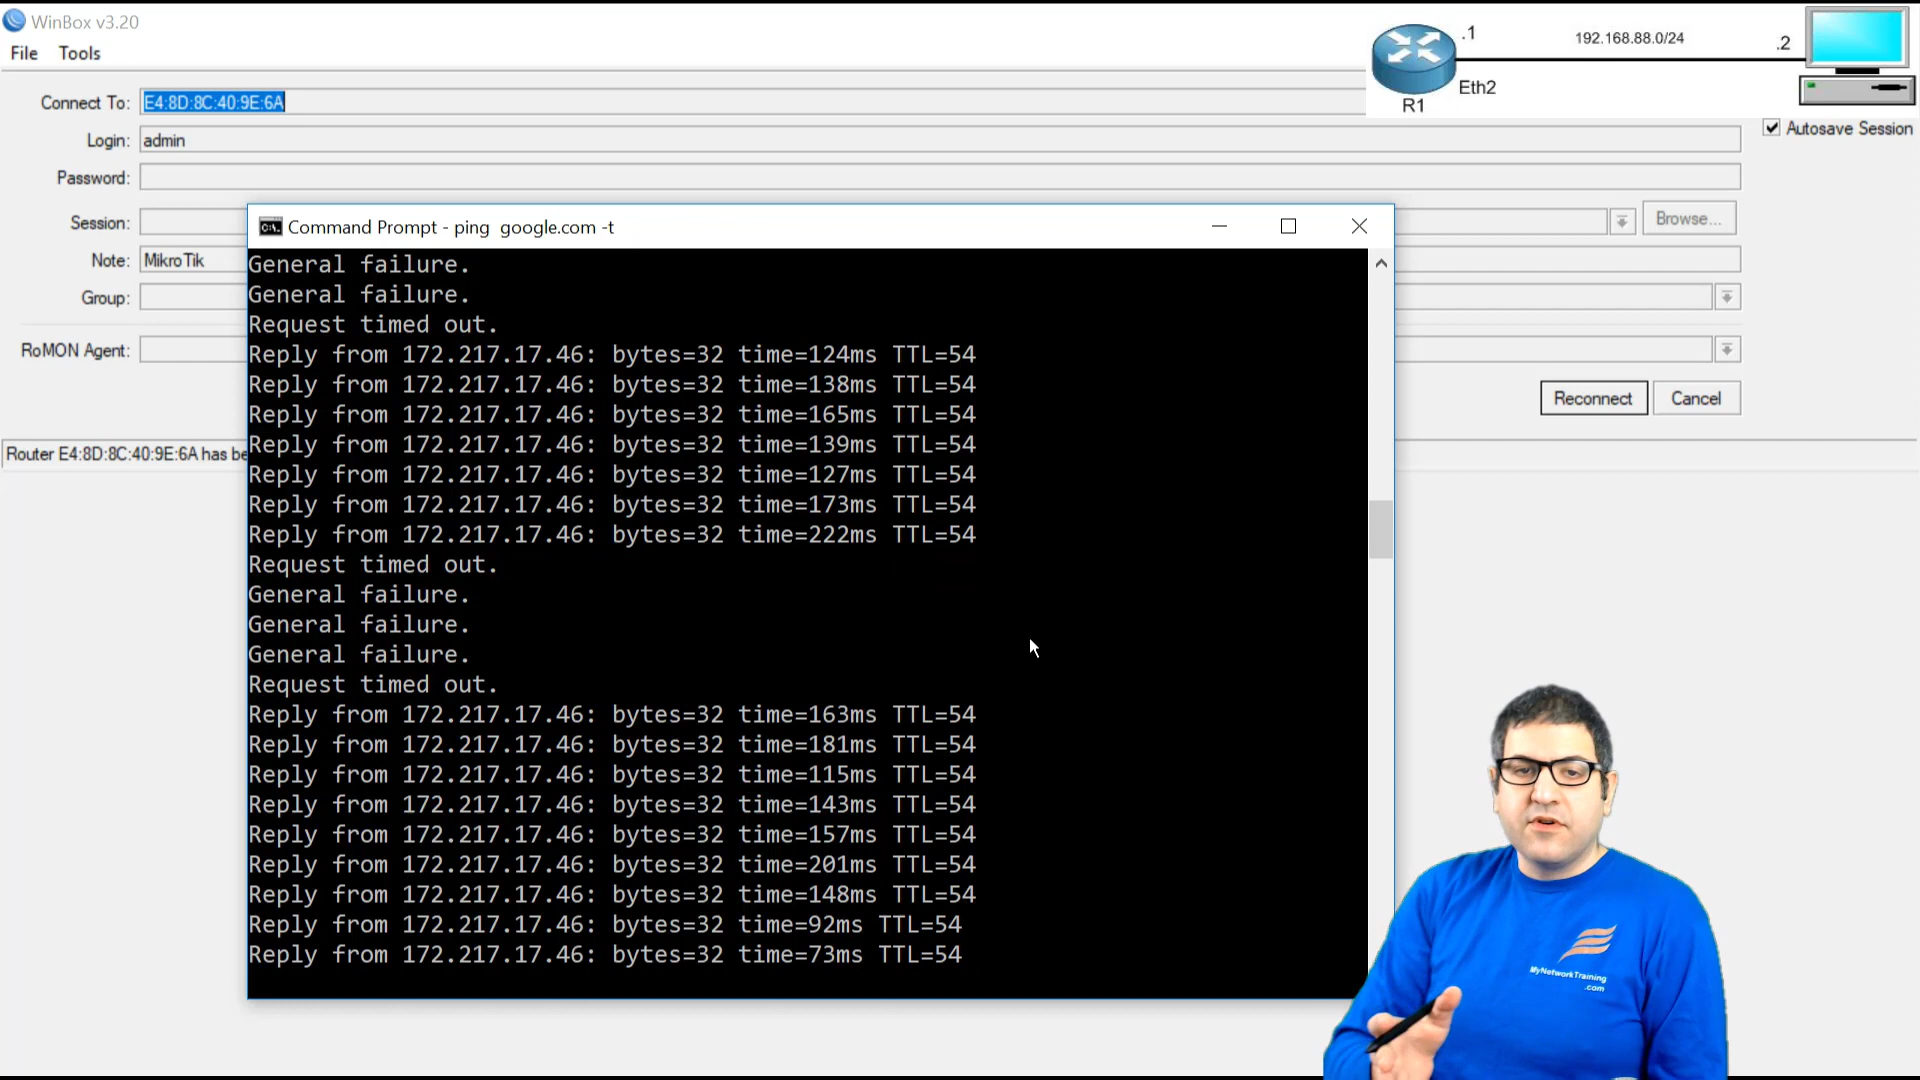 WinBox v3.20
File Tools
Connect To: E4:8D:8C:40:9E:6A
Login: admin
Password:
Session:
Browse...
Note: MikroTik
Group:
RoMON Agent:
Autosave Session
Reconnect Cancel
Router E4:8D:8C:40:9E:6A has be
.1
192.168.88.0/24
.2
Eth2
R1
Command Prompt - ping google.com -t
General failure.
General failure.
Request timed out.
Reply from 172.217.17.46: bytes=32 time=124ms TTL=54
Reply from 172.217.17.46: bytes=32 time=138ms TTL=54
Reply from 172.217.17.46: bytes=32 time=165ms TTL=54
Reply from 172.217.17.46: bytes=32 time=139ms TTL=54
Reply from 172.217.17.46: bytes=32 time=127ms TTL=54
Reply from 172.217.17.46: bytes=32 time=173ms TTL=54
Reply from 172.217.17.46: bytes=32 time=222ms TTL=54
Request timed out.
General failure.
General failure.
General failure.
Request timed out.
Reply from 172.217.17.46: bytes=32 time=163ms TTL=54
Reply from 172.217.17.46: bytes=32 time=181ms TTL=54
Reply from 172.217.17.46: bytes=32 time=115ms TTL=54
Reply from 172.217.17.46: bytes=32 time=143ms TTL=54
Reply from 172.217.17.46: bytes=32 time=157ms TTL=54
Reply from 172.217.17.46: bytes=32 time=201ms TTL=54
Reply from 172.217.17.46: bytes=32 time=148ms TTL=54
Reply from 172.217.17.46: bytes=32 time=92ms TTL=54
Reply from 172.217.17.46: bytes=32 time=73ms TTL=54
MyNetworkTraining
.com